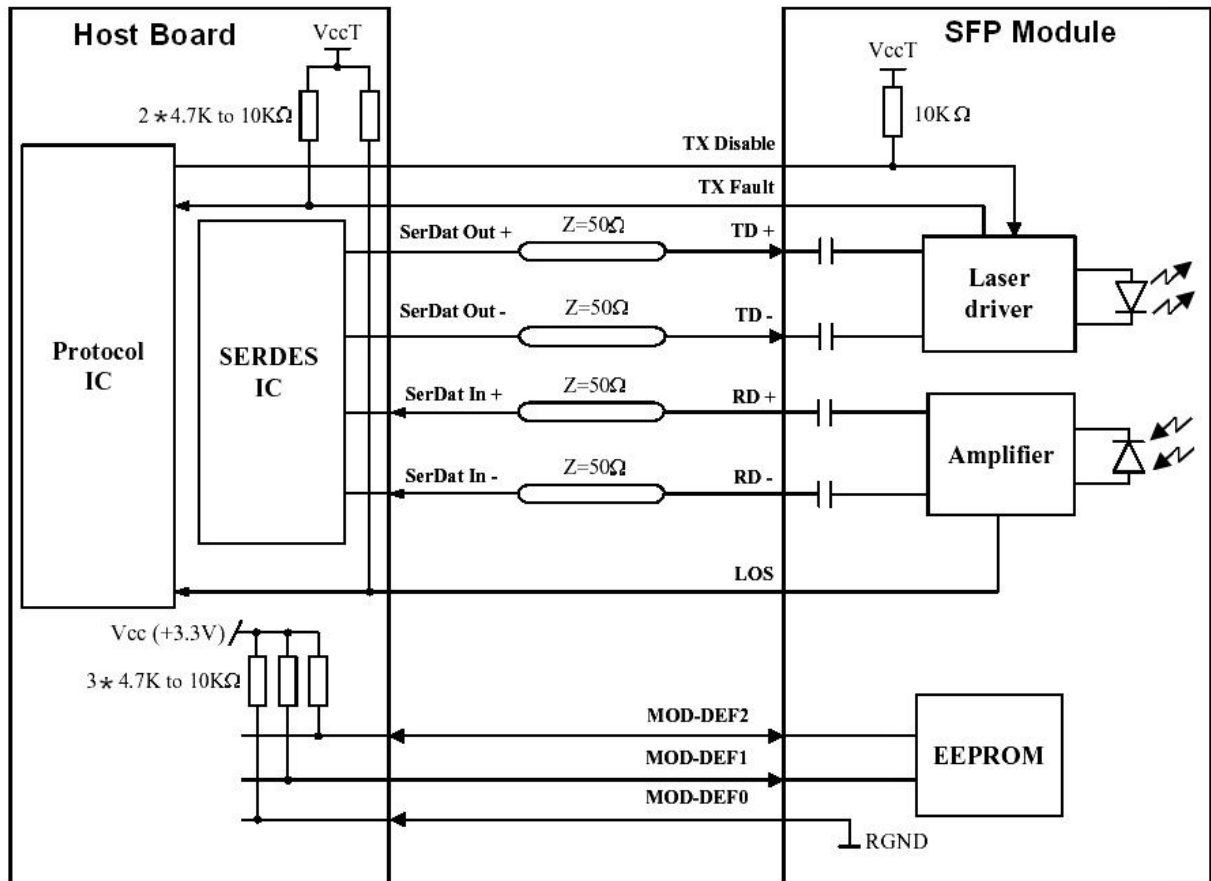 Host Board
SFP Module
VccT
VccT
2*4.7K to 10KΩ
10KΩ
TX Disable
TX Fault
SerDat Out +
Z=50Ω
TD +
Laser
driver
SerDat Out -
Z=50Ω
TD -
Protocol
IC
SERDES
IC
SerDat In +
Z=50Ω
RD +
Amplifier
SerDat In -
Z=50Ω
RD -
LOS
Vcc (+3.3V)
3*4.7K to 10KΩ
MOD-DEF2
MOD-DEF1
MOD-DEF0
EEPROM
RGND